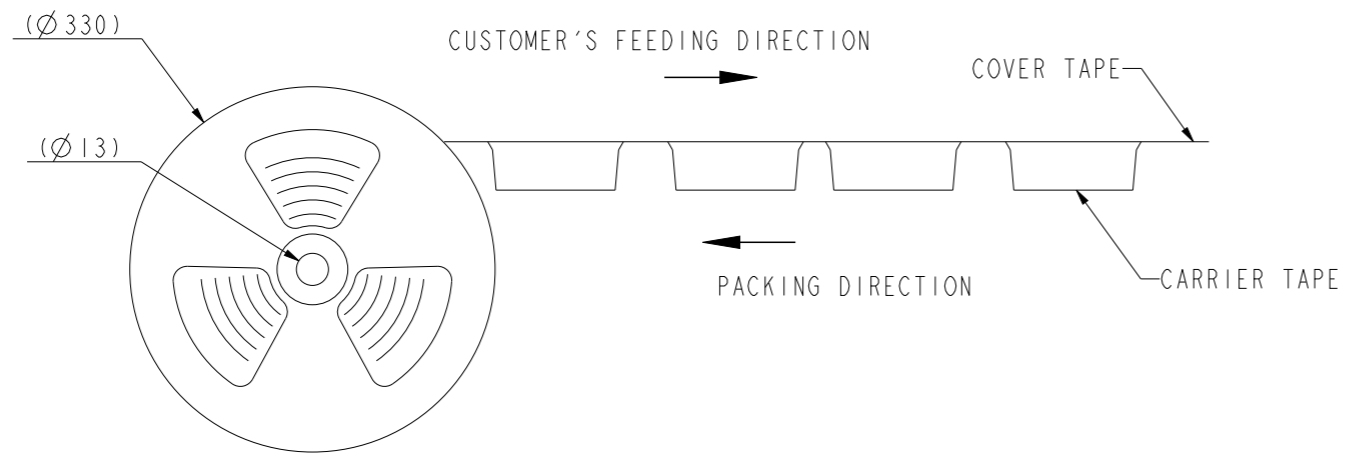 (Ø330)
CUSTOMER'S FEEDING DIRECTION
COVER TAPE
(Ø13)
PACKING DIRECTION
CARRIER TAPE